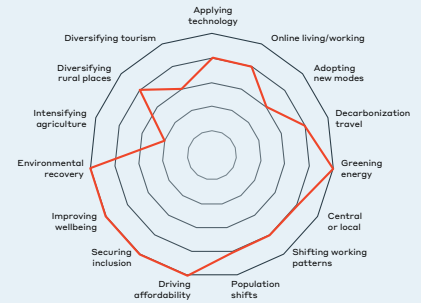 Applying
technology
Online living/working
Adopting
new modes
Decarbonization
travel
Greening
energy
Central
or local
Shifting working
patterns
Population
shifts
Driving
affordability
Securing
inclusion
Improving
wellbeing
Environmental
recovery
Intensifying
agriculture
Diversifying
rural places
Diversifying tourism